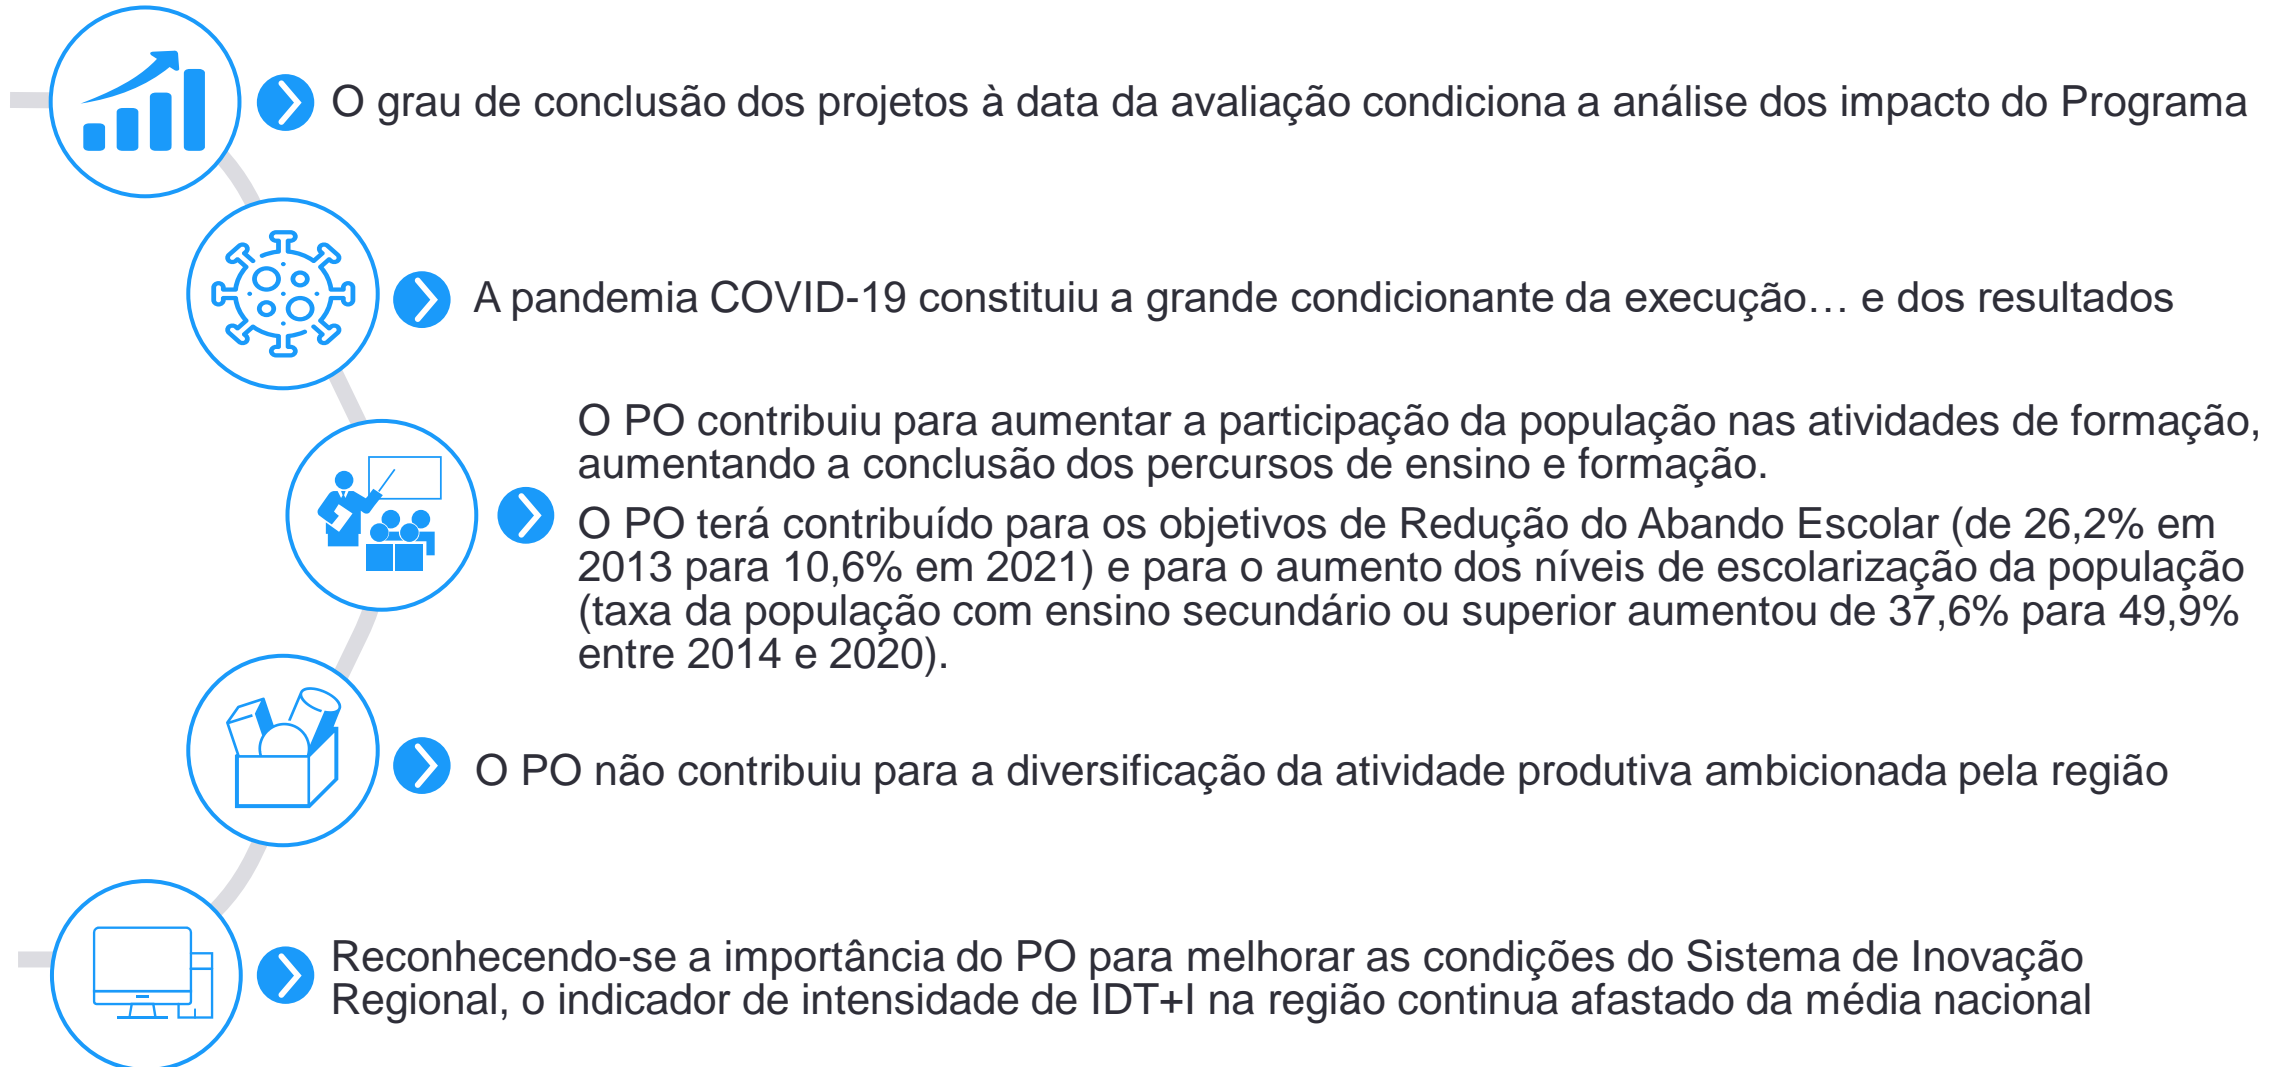 O grau de conclusão dos projetos à data da avaliação condiciona a análise dos impacto do Programa
A pandemia COVID-19 constituiu a grande condicionante da execução… e dos resultados
O PO contribuiu para aumentar a participação da população nas atividades de formação,
aumentando a conclusão dos percursos de ensino e formação.
O PO terá contribuído para os objetivos de Redução do Abando Escolar (de 26,2% em
2013 para 10,6% em 2021) e para o aumento dos níveis de escolarização da população
(taxa da população com ensino secundário ou superior aumentou de 37,6% para 49,9%
entre 2014 e 2020).
O PO não contribuiu para a diversificação da atividade produtiva ambicionada pela região
Reconhecendo-se a importância do PO para melhorar as condições do Sistema de Inovação
Regional, o indicador de intensidade de IDT+I na região continua afastado da média nacional